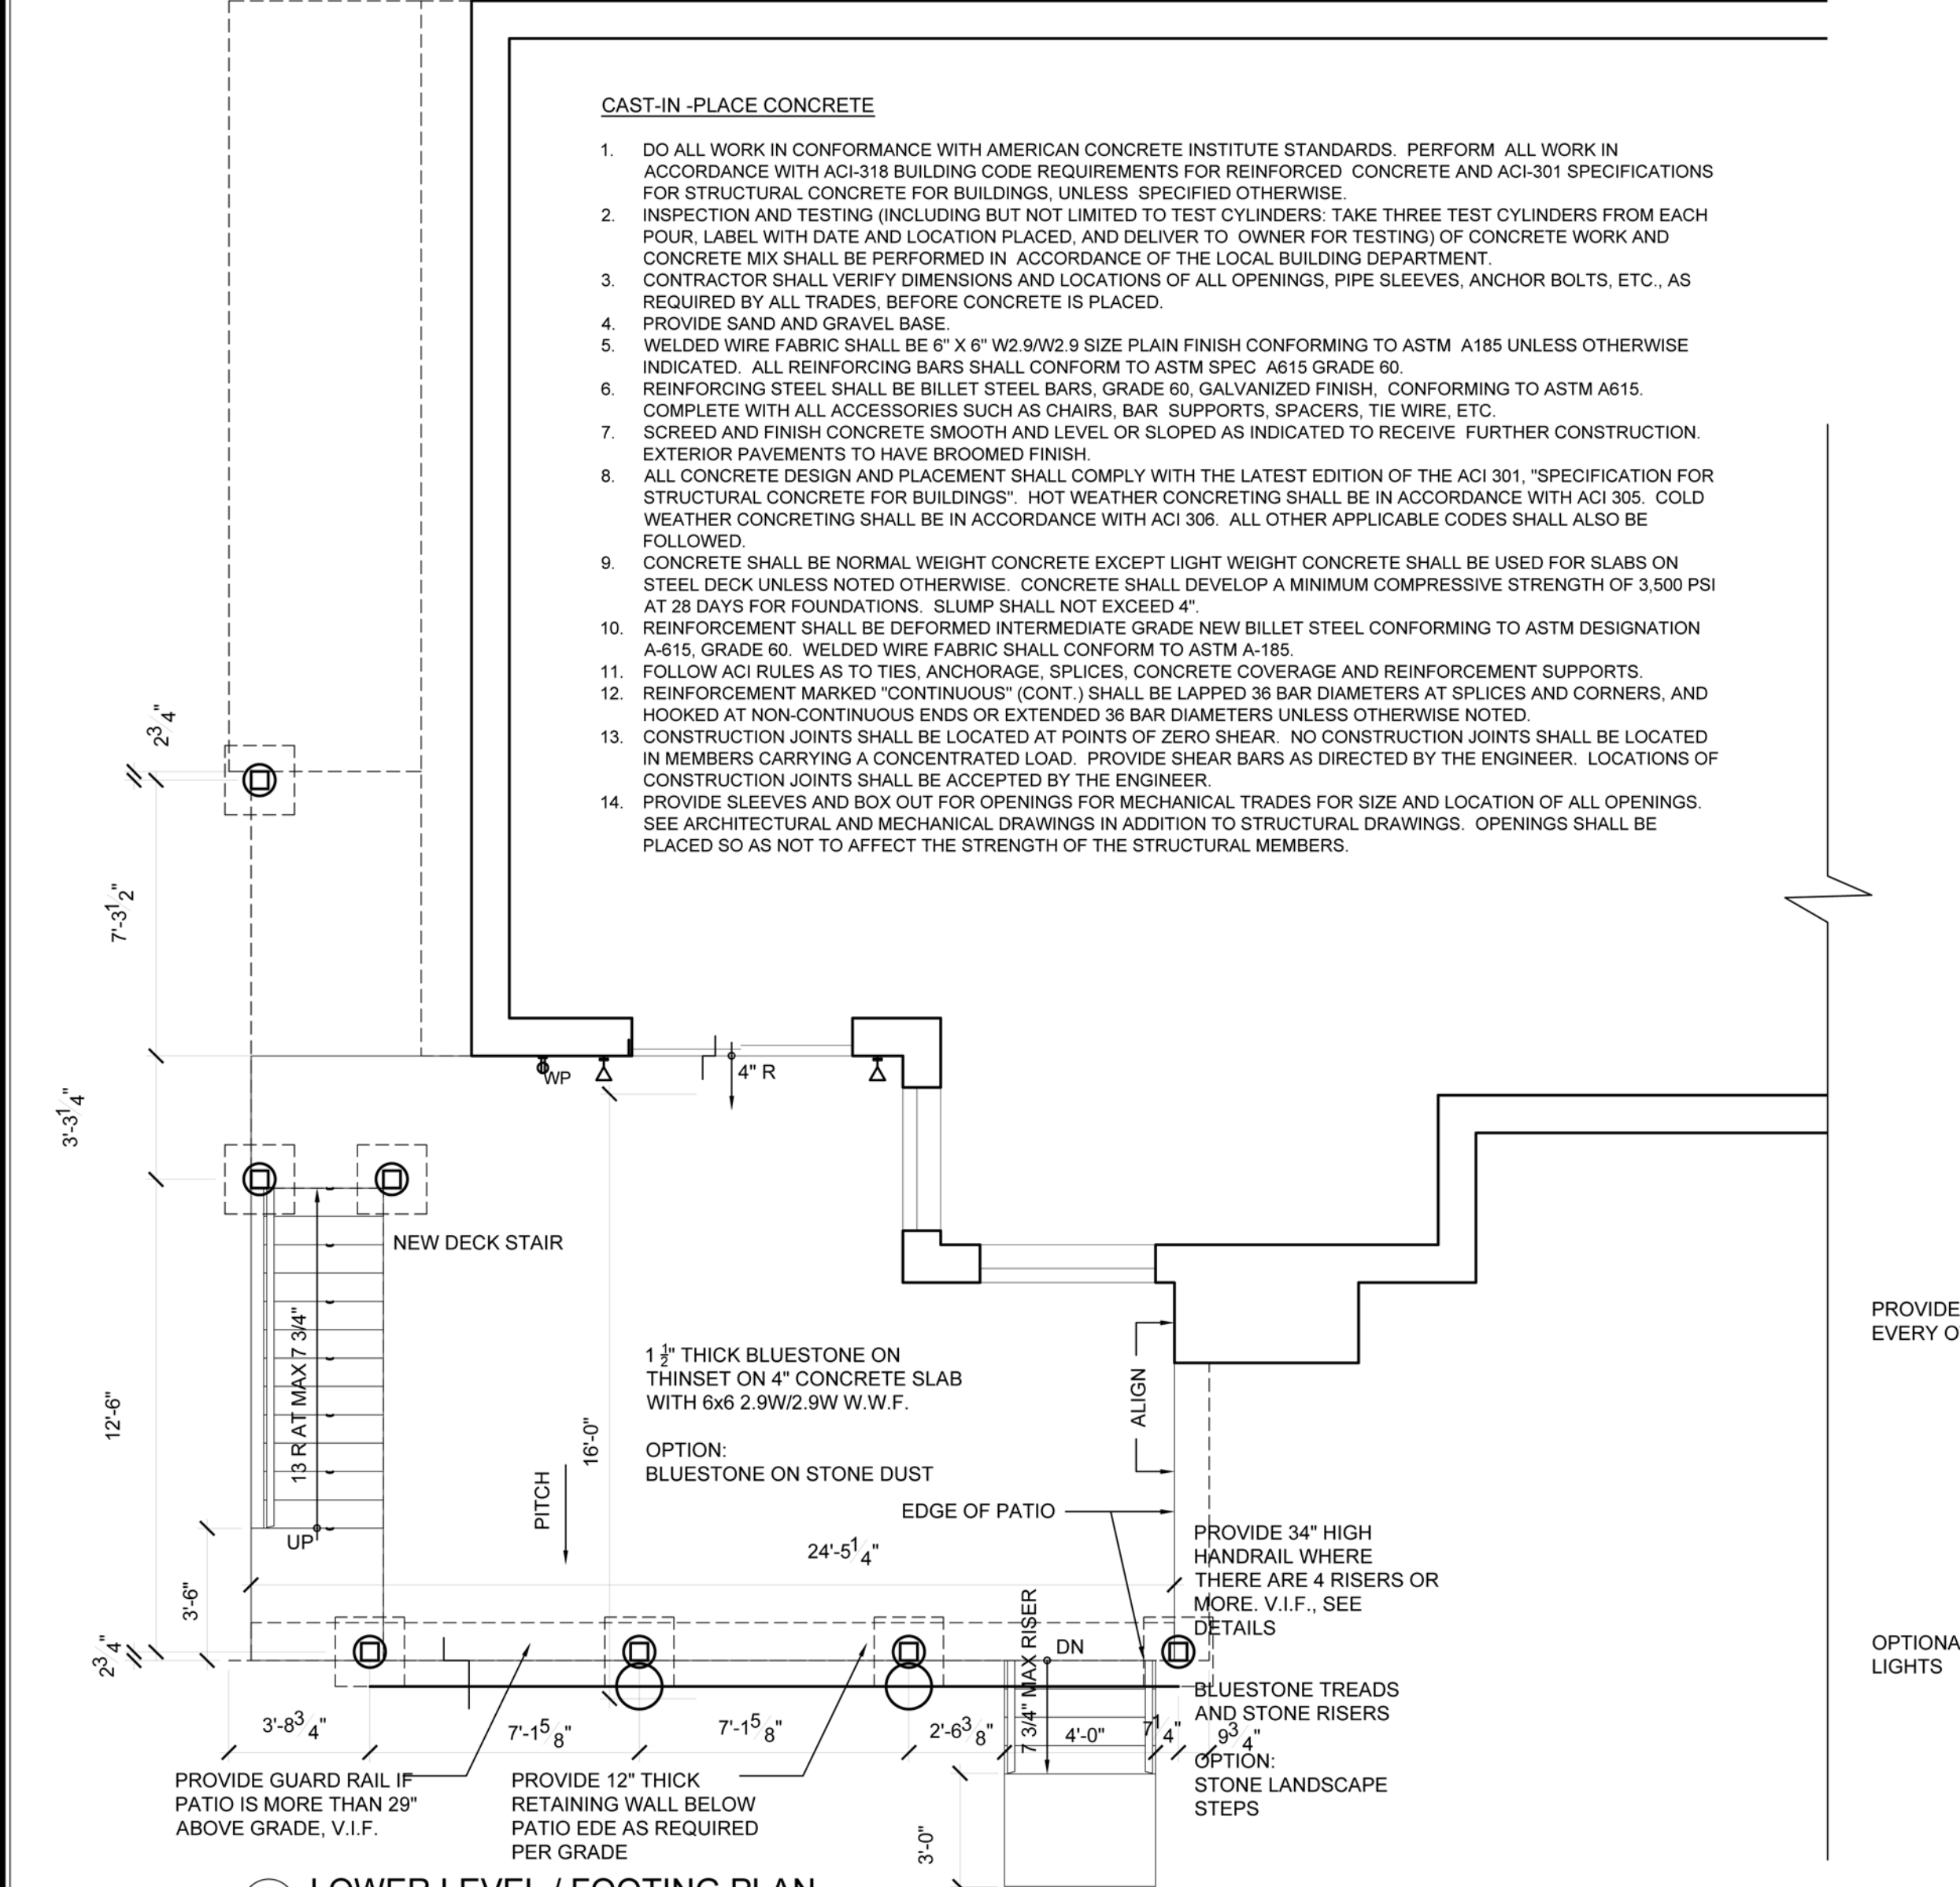 CAST-IN -PLACE CONCRETE
1. DO ALL WORK IN CONFORMANCE WITH AMERICAN CONCRETE INSTITUTE STANDARDS. PERFORM ALL WORK IN
ACCORDANCE WITH ACI-318 BUILDING CODE REQUIREMENTS FOR REINFORCED CONCRETE AND ACI-301 SPECIFICATIONS
FOR STRUCTURAL CONCRETE FOR BUILDINGS, UNLESS SPECIFIED OTHERWISE.
2. INSPECTION AND TESTING (INCLUDING BUT NOT LIMITED TO TEST CYLINDERS: TAKE THREE TEST CYLINDERS FROM EACH
POUR, LABEL WITH DATE AND LOCATION PLACED, AND DELIVER TO OWNER FOR TESTING) OF CONCRETE WORK AND
CONCRETE MIX SHALL BE PERFORMED IN ACCORDANCE OF THE LOCAL BUILDING DEPARTMENT.
3. CONTRACTOR SHALL VERIFY DIMENSIONS AND LOCATIONS OF ALL OPENINGS, PIPE SLEEVES, ANCHOR BOLTS, ETC., AS
REQUIRED BY ALL TRADES, BEFORE CONCRETE IS PLACED.
4. PROVIDE SAND AND GRAVEL BASE.
5. WELDED WIRE FABRIC SHALL BE 6" X 6" W2.9/W2.9 SIZE PLAIN FINISH CONFORMING TO ASTM A185 UNLESS OTHERWISE
INDICATED. ALL REINFORCING BARS SHALL CONFORM TO ASTM SPEC A615 GRADE 60.
6. REINFORCING STEEL SHALL BE BILLET STEEL BARS, GRADE 60, GALVANIZED FINISH, CONFORMING TO ASTM A615.
COMPLETE WITH ALL ACCESSORIES SUCH AS CHAIRS, BAR SUPPORTS, SPACERS, TIE WIRE, ETC.
7. SCREED AND FINISH CONCRETE SMOOTH AND LEVEL OR SLOPED AS INDICATED TO RECEIVE FURTHER CONSTRUCTION.
EXTERIOR PAVEMENTS TO HAVE BROOMED FINISH.
8. ALL CONCRETE DESIGN AND PLACEMENT SHALL COMPLY WITH THE LATEST EDITION OF THE ACI 301, "SPECIFICATION FOR
STRUCTURAL CONCRETE FOR BUILDINGS". HOT WEATHER CONCRETING SHALL BE IN ACCORDANCE WITH ACI 305. COLD
WEATHER CONCRETING SHALL BE IN ACCORDANCE WITH ACI 306. ALL OTHER APPLICABLE CODES SHALL ALSO BE
FOLLOWED.
9. CONCRETE SHALL BE NORMAL WEIGHT CONCRETE EXCEPT LIGHT WEIGHT CONCRETE SHALL BE USED FOR SLABS ON
STEEL DECK UNLESS NOTED OTHERWISE. CONCRETE SHALL DEVELOP A MINIMUM COMPRESSIVE STRENGTH OF 3,500 PSI
AT 28 DAYS FOR FOUNDATIONS. SLUMP SHALL NOT EXCEED 4".
10. REINFORCEMENT SHALL BE DEFORMED INTERMEDIATE GRADE NEW BILLET STEEL CONFORMING TO ASTM DESIGNATION
A-615, GRADE 60. WELDED WIRE FABRIC SHALL CONFORM TO ASTM A-185.
11. FOLLOW ACI RULES AS TO TIES, ANCHORAGE, SPLICES, CONCRETE COVERAGE AND REINFORCEMENT SUPPORTS.
12. REINFORCEMENT MARKED "CONTINUOUS" (CONT.) SHALL BE LAPPED 36 BAR DIAMETERS AT SPLICES AND CORNERS, AND
HOOKED AT NON-CONTINUOUS ENDS OR EXTENDED 36 BAR DIAMETERS UNLESS OTHERWISE NOTED.
13. CONSTRUCTION JOINTS SHALL BE LOCATED AT POINTS OF ZERO SHEAR. NO CONSTRUCTION JOINTS SHALL BE LOCATED
IN MEMBERS CARRYING A CONCENTRATED LOAD. PROVIDE SHEAR BARS AS DIRECTED BY THE ENGINEER. LOCATIONS OF
CONSTRUCTION JOINTS SHALL BE ACCEPTED BY THE ENGINEER.
14. PROVIDE SLEEVES AND BOX OUT FOR OPENINGS FOR MECHANICAL TRADES FOR SIZE AND LOCATION OF ALL OPENINGS.
SEE ARCHITECTURAL AND MECHANICAL DRAWINGS IN ADDITION TO STRUCTURAL DRAWINGS. OPENINGS SHALL BE
PLACED SO AS NOT TO AFFECT THE STRENGTH OF THE STRUCTURAL MEMBERS.
2 3/4"
7'-3 1/2"
3'-3 1/4"
12'-6"
3'-6"
2 3/4"
WP
4" R
NEW DECK STAIR
13 R AT MAX 7 3/4"
UP
1 1/2" THICK BLUESTONE ON
THINSET ON 4" CONCRETE SLAB
WITH 6x6 2.9W/2.9W W.W.F.
OPTION:
BLUESTONE ON STONE DUST
16'-0"
PITCH
ALIGN
EDGE OF PATIO
24'-5 1/4"
PROVIDE 34" HIGH
HANDRAIL WHERE
THERE ARE 4 RISERS OR
MORE. V.I.F., SEE
DETAILS
DN
7 3/4" MAX RISER
BLUESTONE TREADS
AND STONE RISERS
OPTION:
STONE LANDSCAPE
STEPS
3'-8 3/4"
7'-1 5/8"
7'-1 5/8"
2'-6 3/8"
4'-0"
7 1/4"
9 3/4"
3'-0"
PROVIDE GUARD RAIL IF
PATIO IS MORE THAN 29"
ABOVE GRADE, V.I.F.
PROVIDE 12" THICK
RETAINING WALL BELOW
PATIO EDE AS REQUIRED
PER GRADE
PROVIDE
EVERY O
OPTIONA
LIGHTS
LOWER LEVEL / FOOTING PLAN